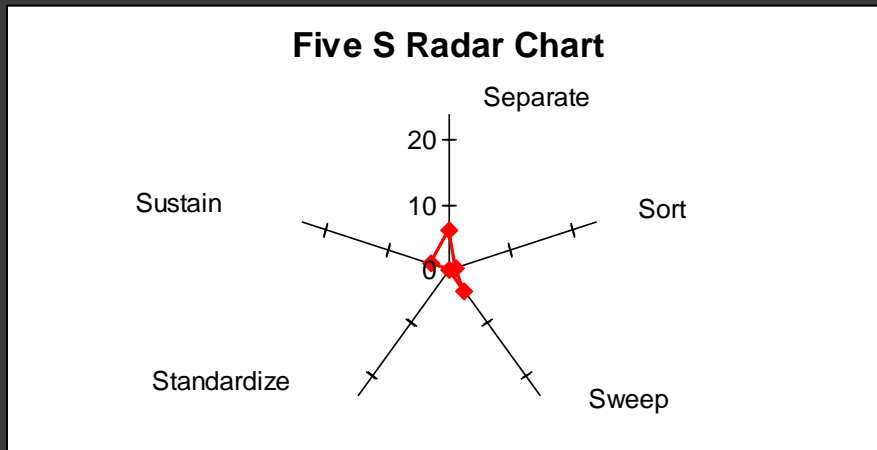 Five S Radar Chart
Separate
20
Sustain
10
Sort
0
Standardize
Sweep